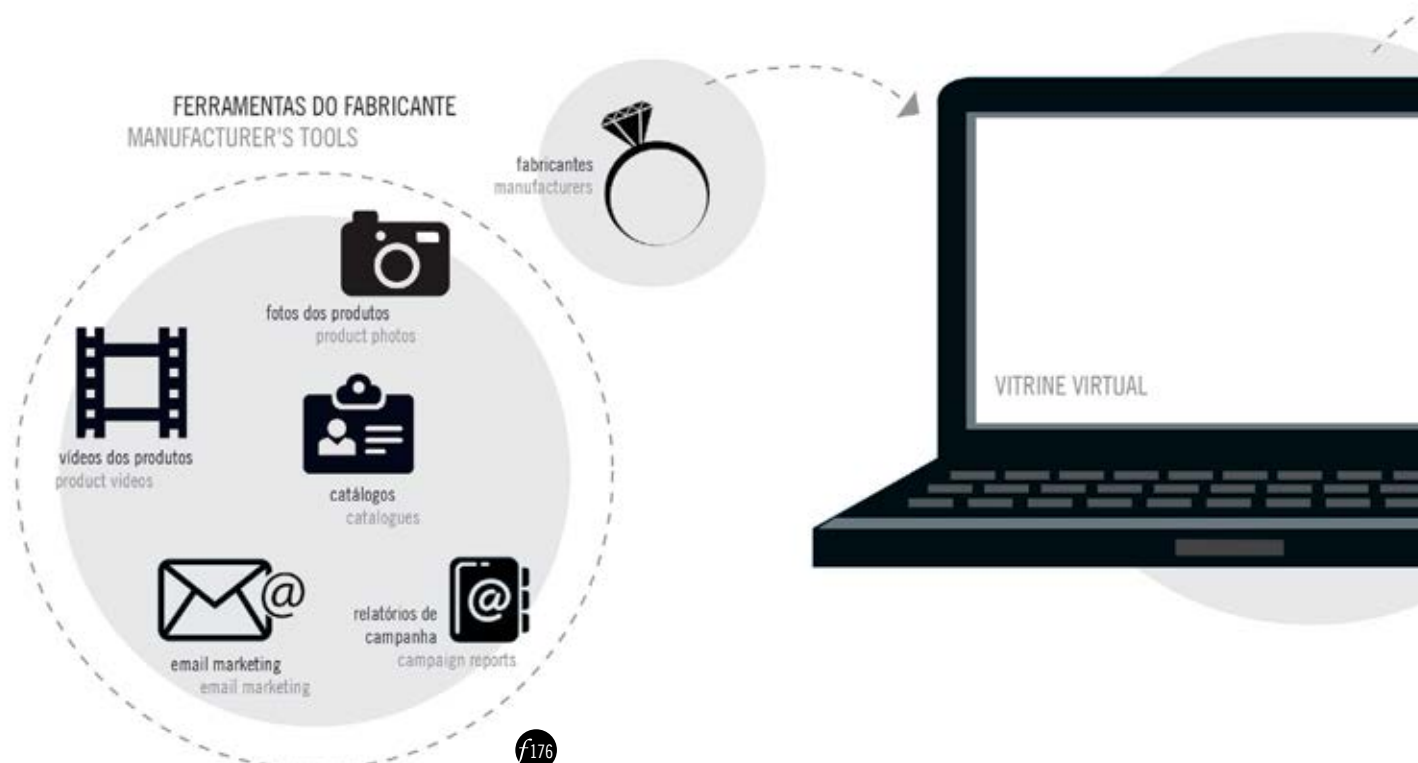 FERRAMENTAS DO FABRICANTE
MANUFACTURER'S TOOLS
fabricantes
manufacturers
fotos dos produtos
product photos
vídeos dos produtos
product videos
catálogos
catalogues
@
email marketing
email marketing
relatórios de
campanha
campaign reports
@
VITRINE VIRTUAL
f176